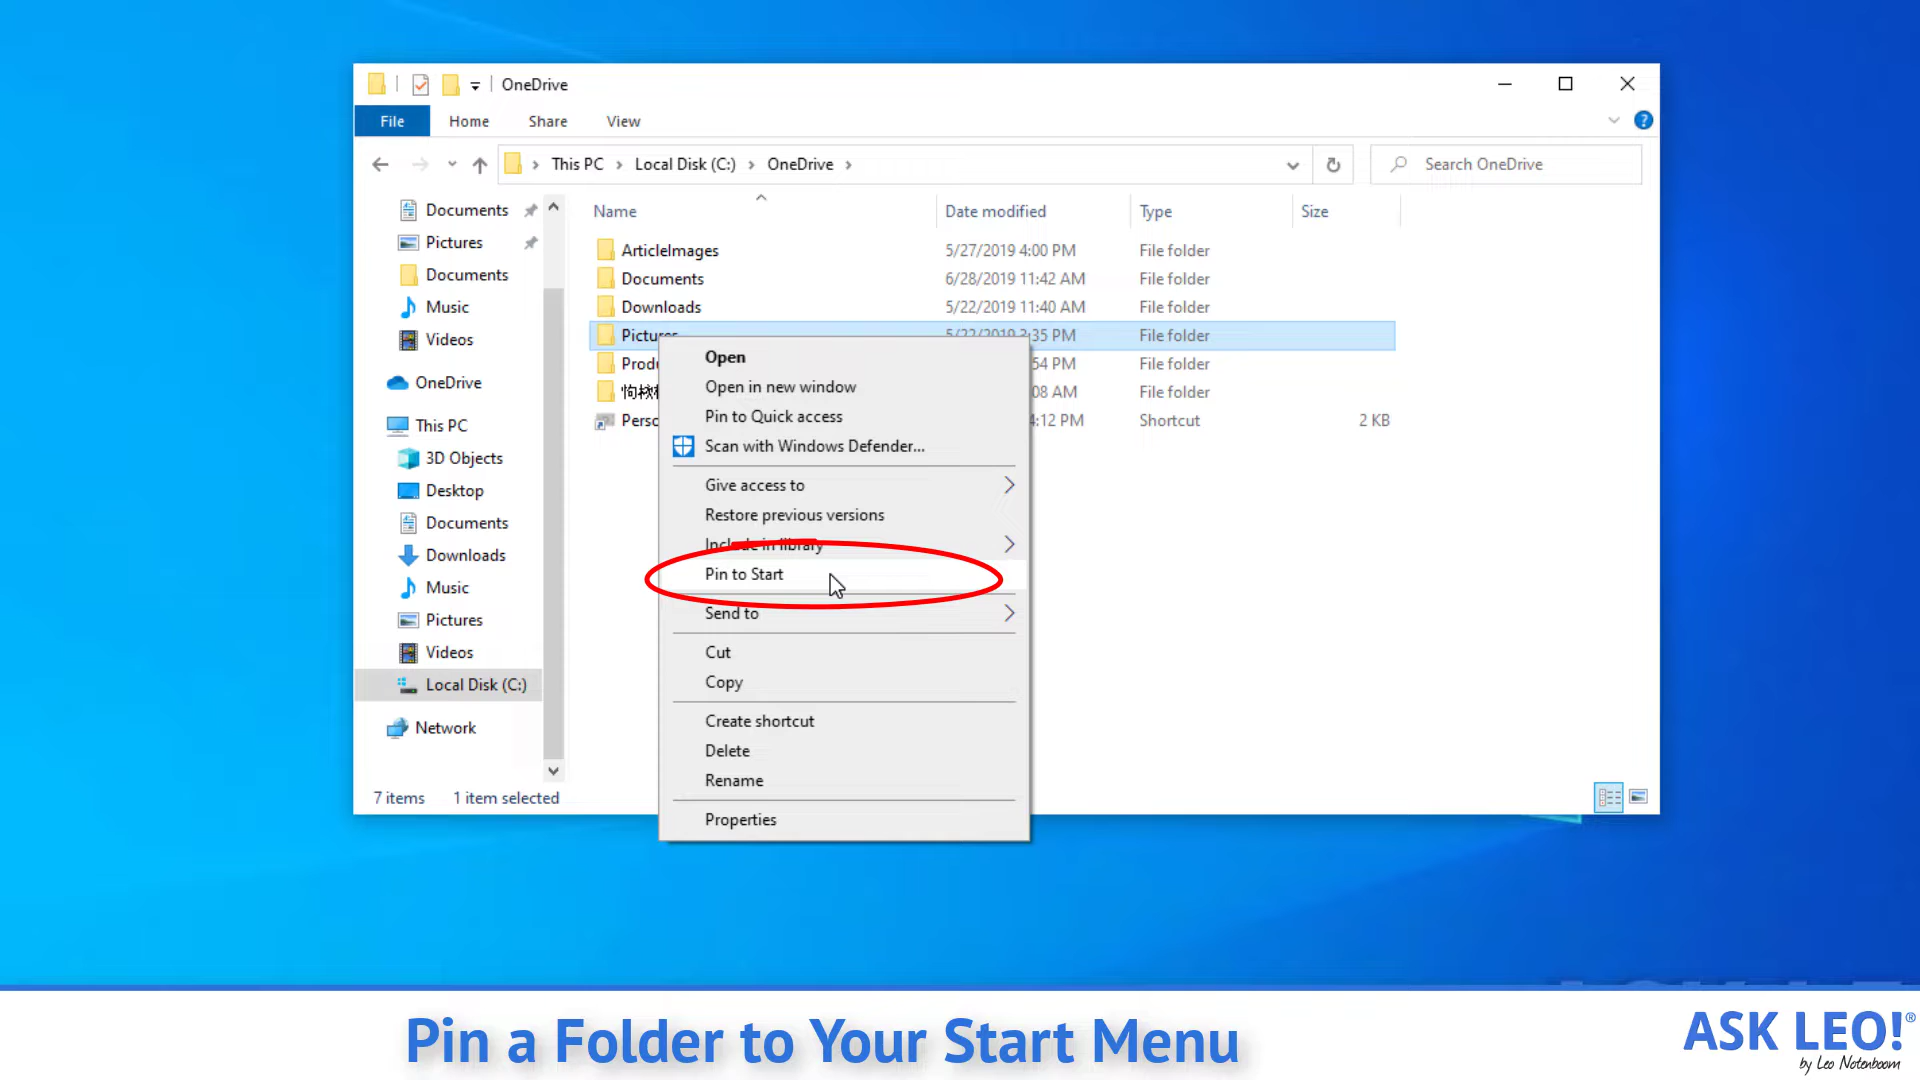 OneDrive
File Home Share View
This PC Local Disk (C:) OneDrive
Search OneDrive
Documents
Pictures
Documents
Music
Videos
OneDrive
This PC
3D Objects
Desktop
Documents
Downloads
Music
Pictures
Videos
Local Disk (C:)
Network
Name Date modified Type Size
ArticleImages 5/27/2019 4:00 PM File folder
Documents 6/28/2019 11:42 AM File folder
Downloads 5/22/2019 11:40 AM File folder
Pictures 5/22/2019 3:35 PM File folder
Produ :54 PM File folder
:08 AM File folder
Perso 4:12 PM Shortcut 2 KB
Open
Open in new window
Pin to Quick access
Scan with Windows Defender...
Give access to
Restore previous versions
Include in library
Pin to Start
Send to
Cut
Copy
Create shortcut
Delete
Rename
Properties
7 items 1 item selected
Pin a Folder to Your Start Menu
ASK LEO!®
by Leo Notenboom